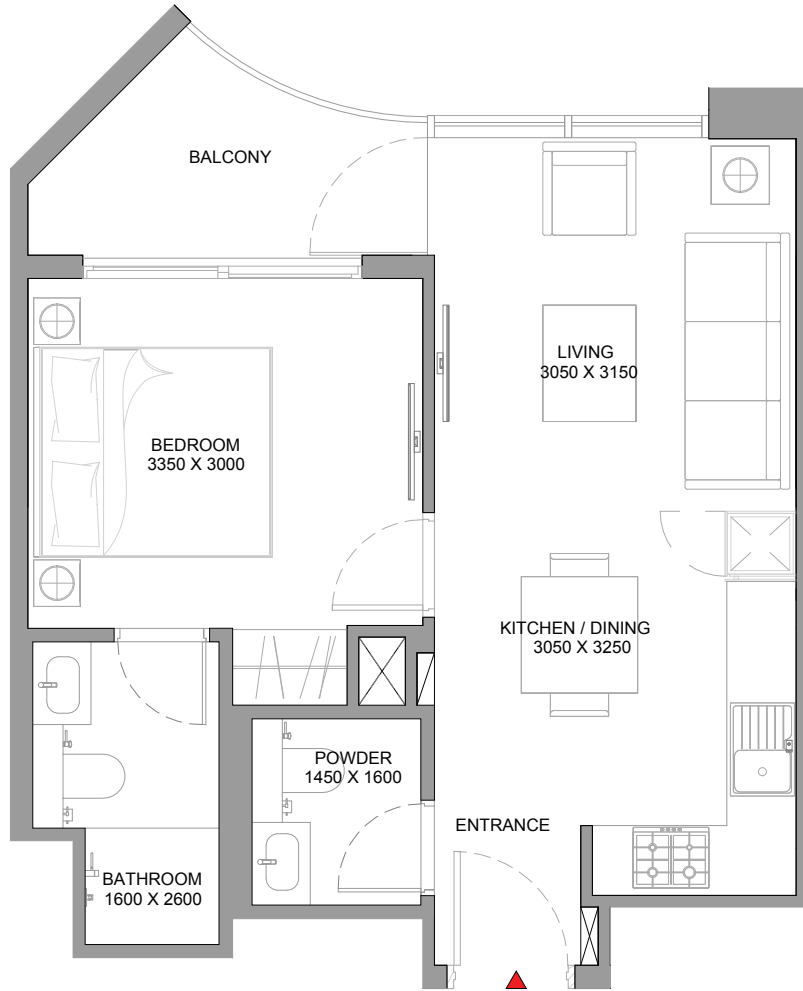 BALCONY
LIVING
3050 X 3150
BEDROOM
3350 X 3000
KITCHEN / DINING
3050 X 3250
POWDER
1450 X 1600
ENTRANCE
BATHROOM
1600 X 2600